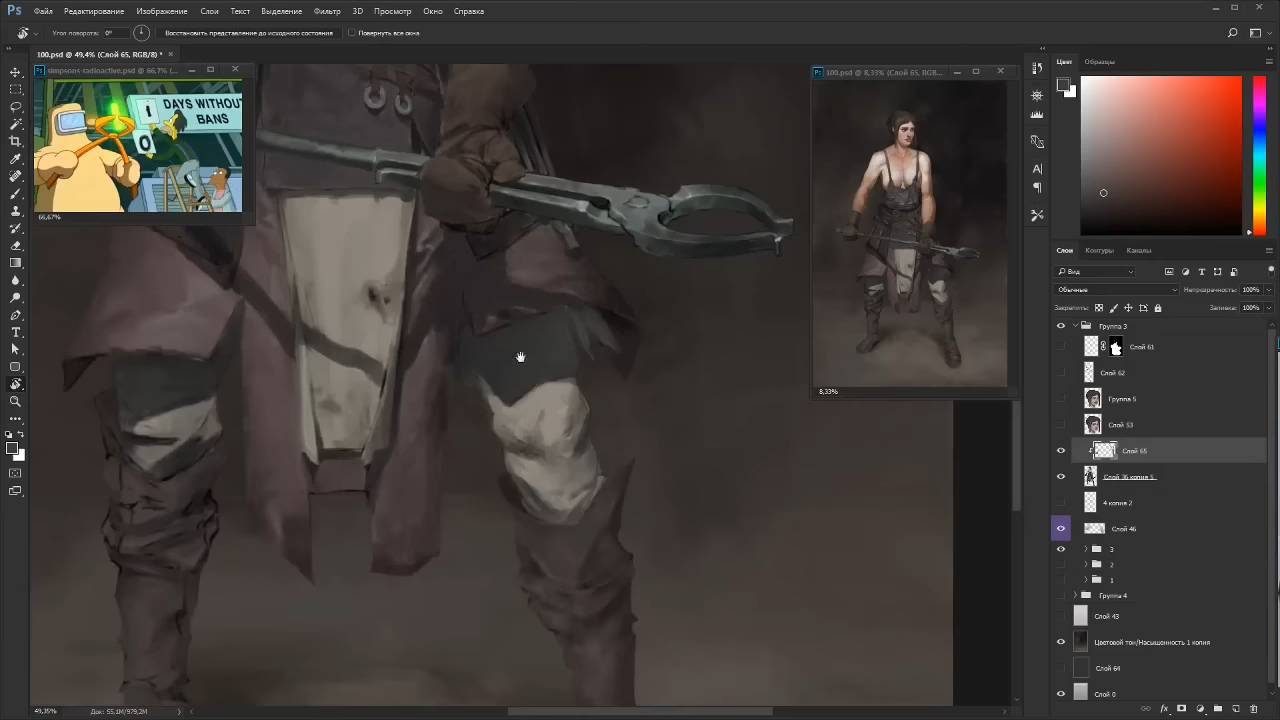 Ps Файл Редактирование Изображение Слои Текст Выделение Фильтр 3D Просмотр Окно Справка
Угол поворота: 0° Восстановить представление до исходного состояния Повернуть все окна
100.psd @ 49,4% (Слой 65, RGB/8) *
simpsons-radioactive.psd @ 66,7% (...
DAYS WITHOUT
BANS
0
66,67%
100.psd @ 8,33% (Слой 65, RGB...
8,33%
Цвет Образцы
Слои Контуры Каналы
Вид
Обычные Непрозрачность: 100%
Закрепить: Заливка: 100%
Группа 3
Слой 61
Слой 62
Группа 5
Слой 53
Слой 65
Слой 36 копия 5
4 копия 2
Слой 46
3
2
1
Группа 4
Слой 43
Цветовой тон/Насыщенность 1 копия
Слой 64
Слой 0
49,35% Док: 55,1M/979,2M